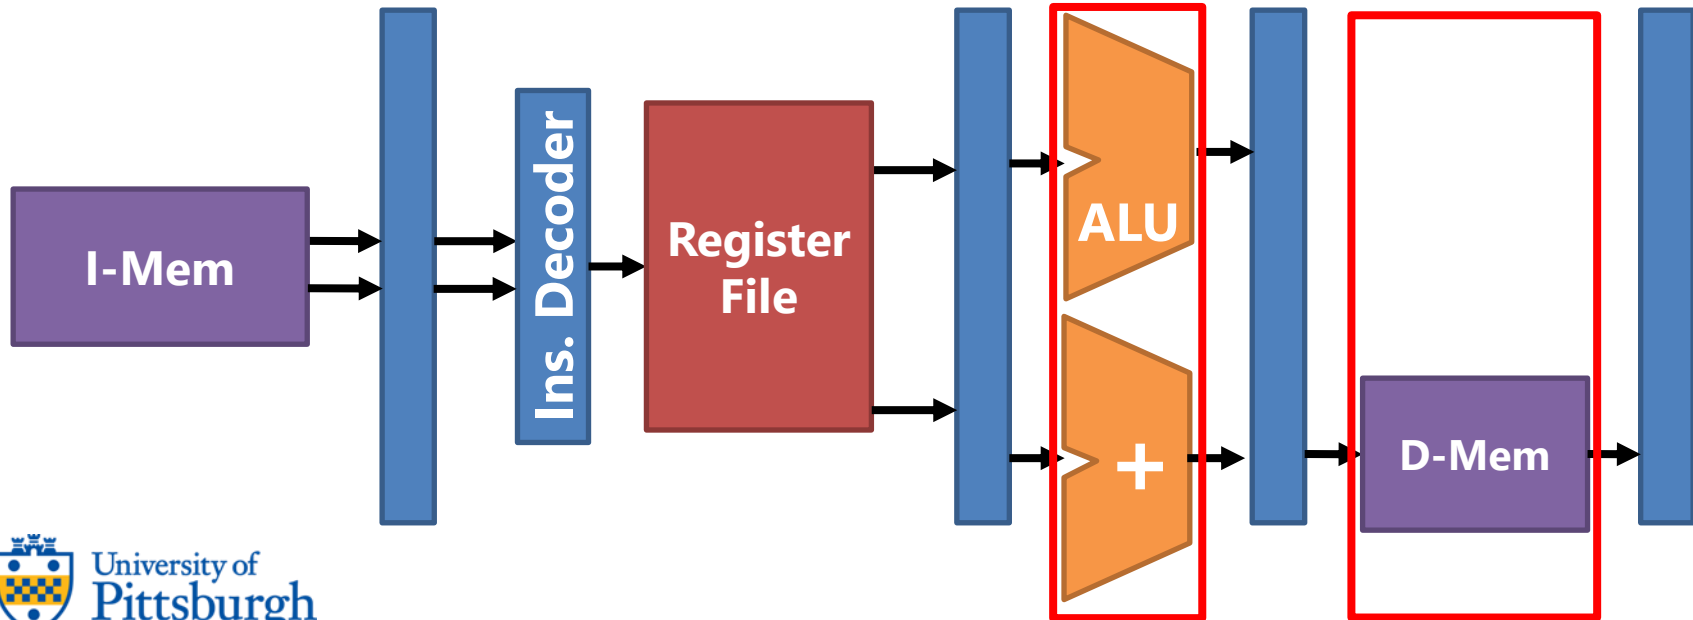 I-Mem
Ins. Decoder
Register
File
ALU
+
D-Mem
University of
Pittsburgh